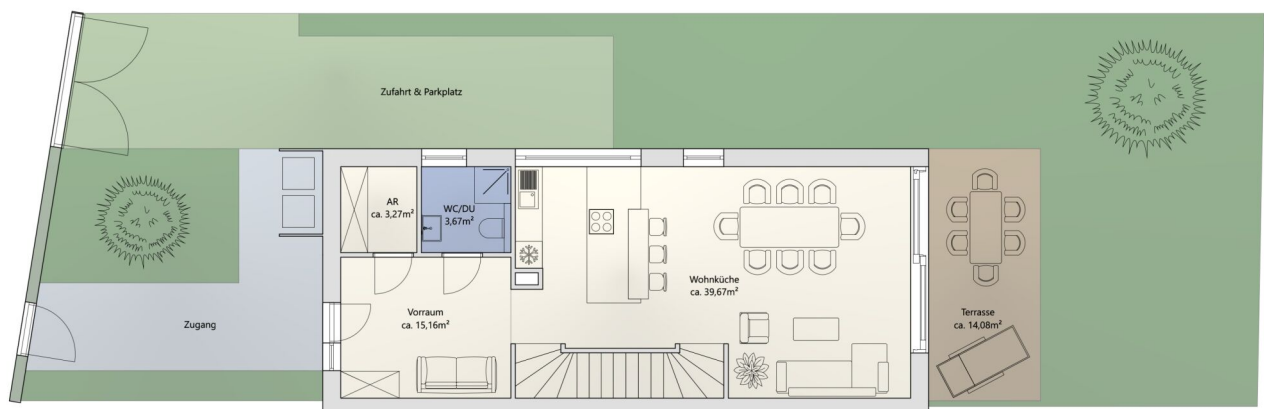 Zufahrt & Parkplatz
AR
ca. 3,27m²
WC/DU
3,67m²
Wohnküche
ca. 39,67m²
Vorraum
ca. 15,16m²
Zugang
Terrasse
ca. 14,08m²